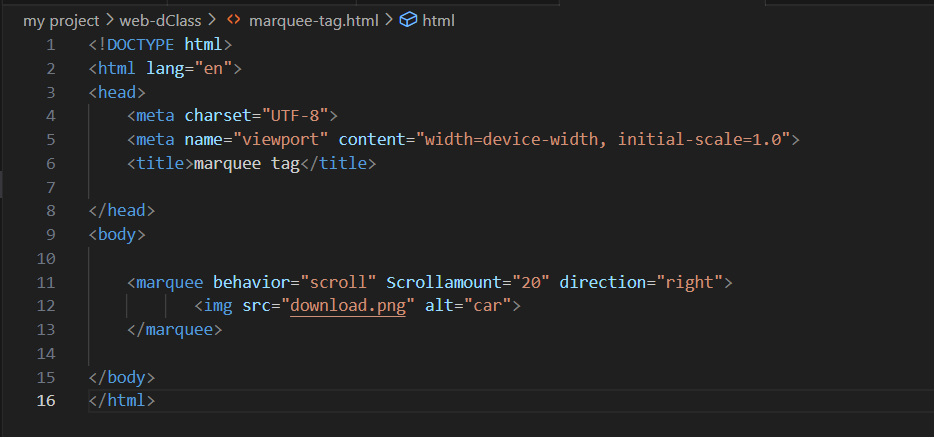 my project > web-dClass > <> marquee-tag.html > html
1 <!DOCTYPE html>
2 <html lang="en">
3 <head>
4 <meta charset="UTF-8">
5 <meta name="viewport" content="width=device-width, initial-scale=1.0">
6 <title>marquee tag</title>
7
8 </head>
9 <body>
10
11 <marquee behavior="scroll" Scrollamount="20" direction="right">
12 <img src="download.png" alt="car">
13 </marquee>
14
15 </body>
16 </html>